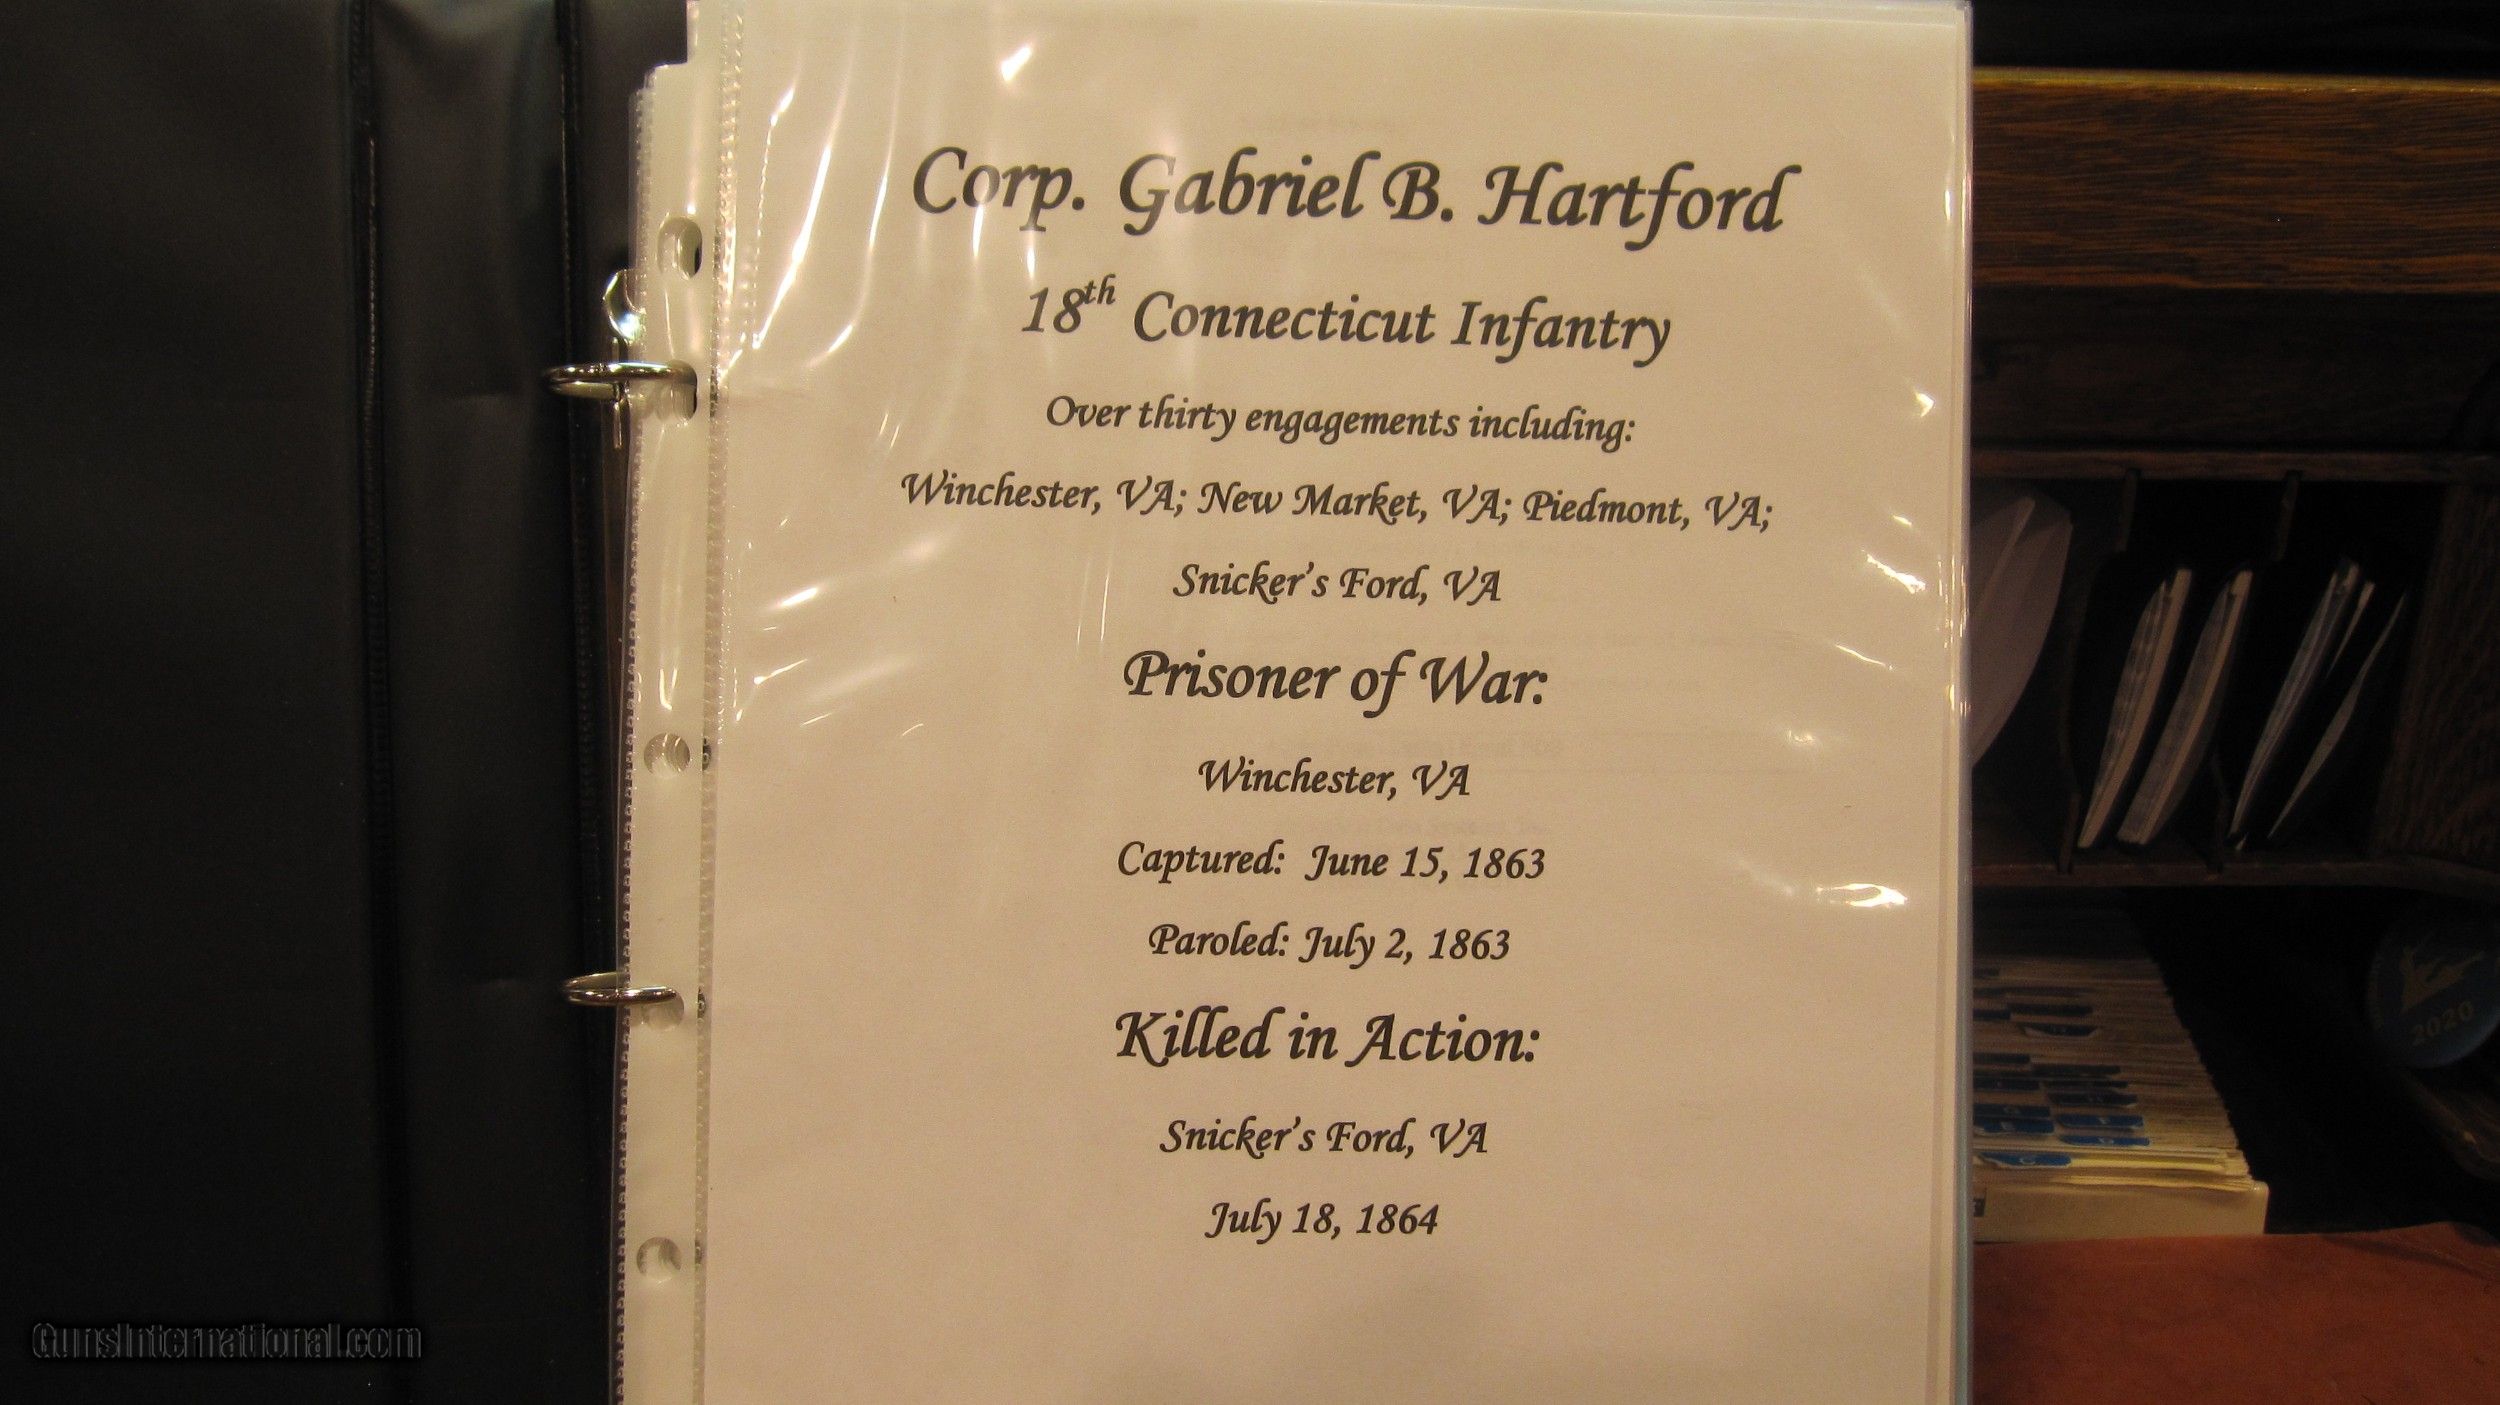 Corp. Gabriel B. Hartford
18th Connecticut Infantry
Over thirty engagements including:
Winchester, VA; New Market, VA; Piedmont, VA;
Snicker's Ford, VA
Prisoner of War:
Winchester, VA
Captured: June 15, 1863
Paroled: July 2, 1863
Killed in Action:
Snicker's Ford, VA
July 18, 1864
2020
GunsInternational.com